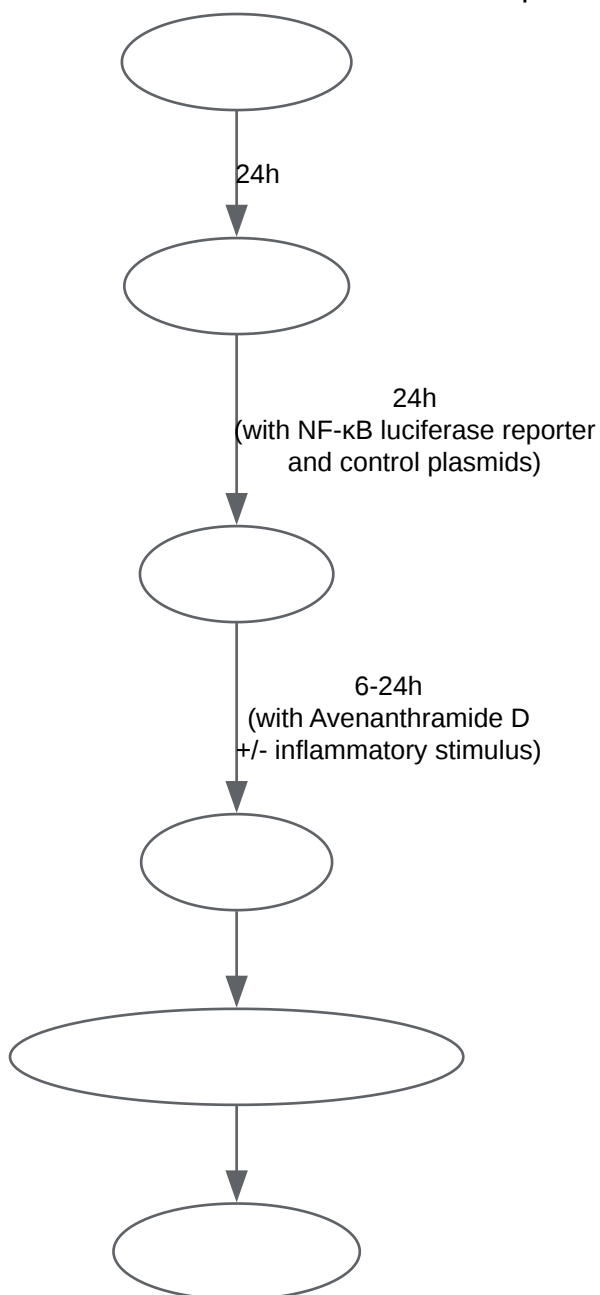 24h
24h
(with NF-κB luciferase reporter
and control plasmids)
6-24h
(with Avenanthramide D
+/- inflammatory stimulus)